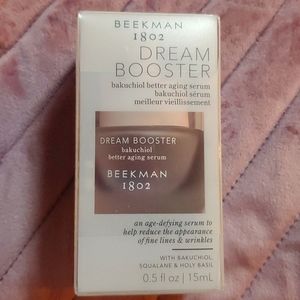 BEEKMAN
1802
DREAM
BOOSTER
bakuchiol better aging serum
bakuchiol sérum
meilleur vieillissement
DREAM BOOSTER
bakuchiol
better aging serum
BEEKMAN
1802
an age-defying serum to
help reduce the appearance
of fine lines & wrinkles
WITH BAKUCHIOL,
SQUALANE & HOLY BASIL
0.5 fl oz | 15mL